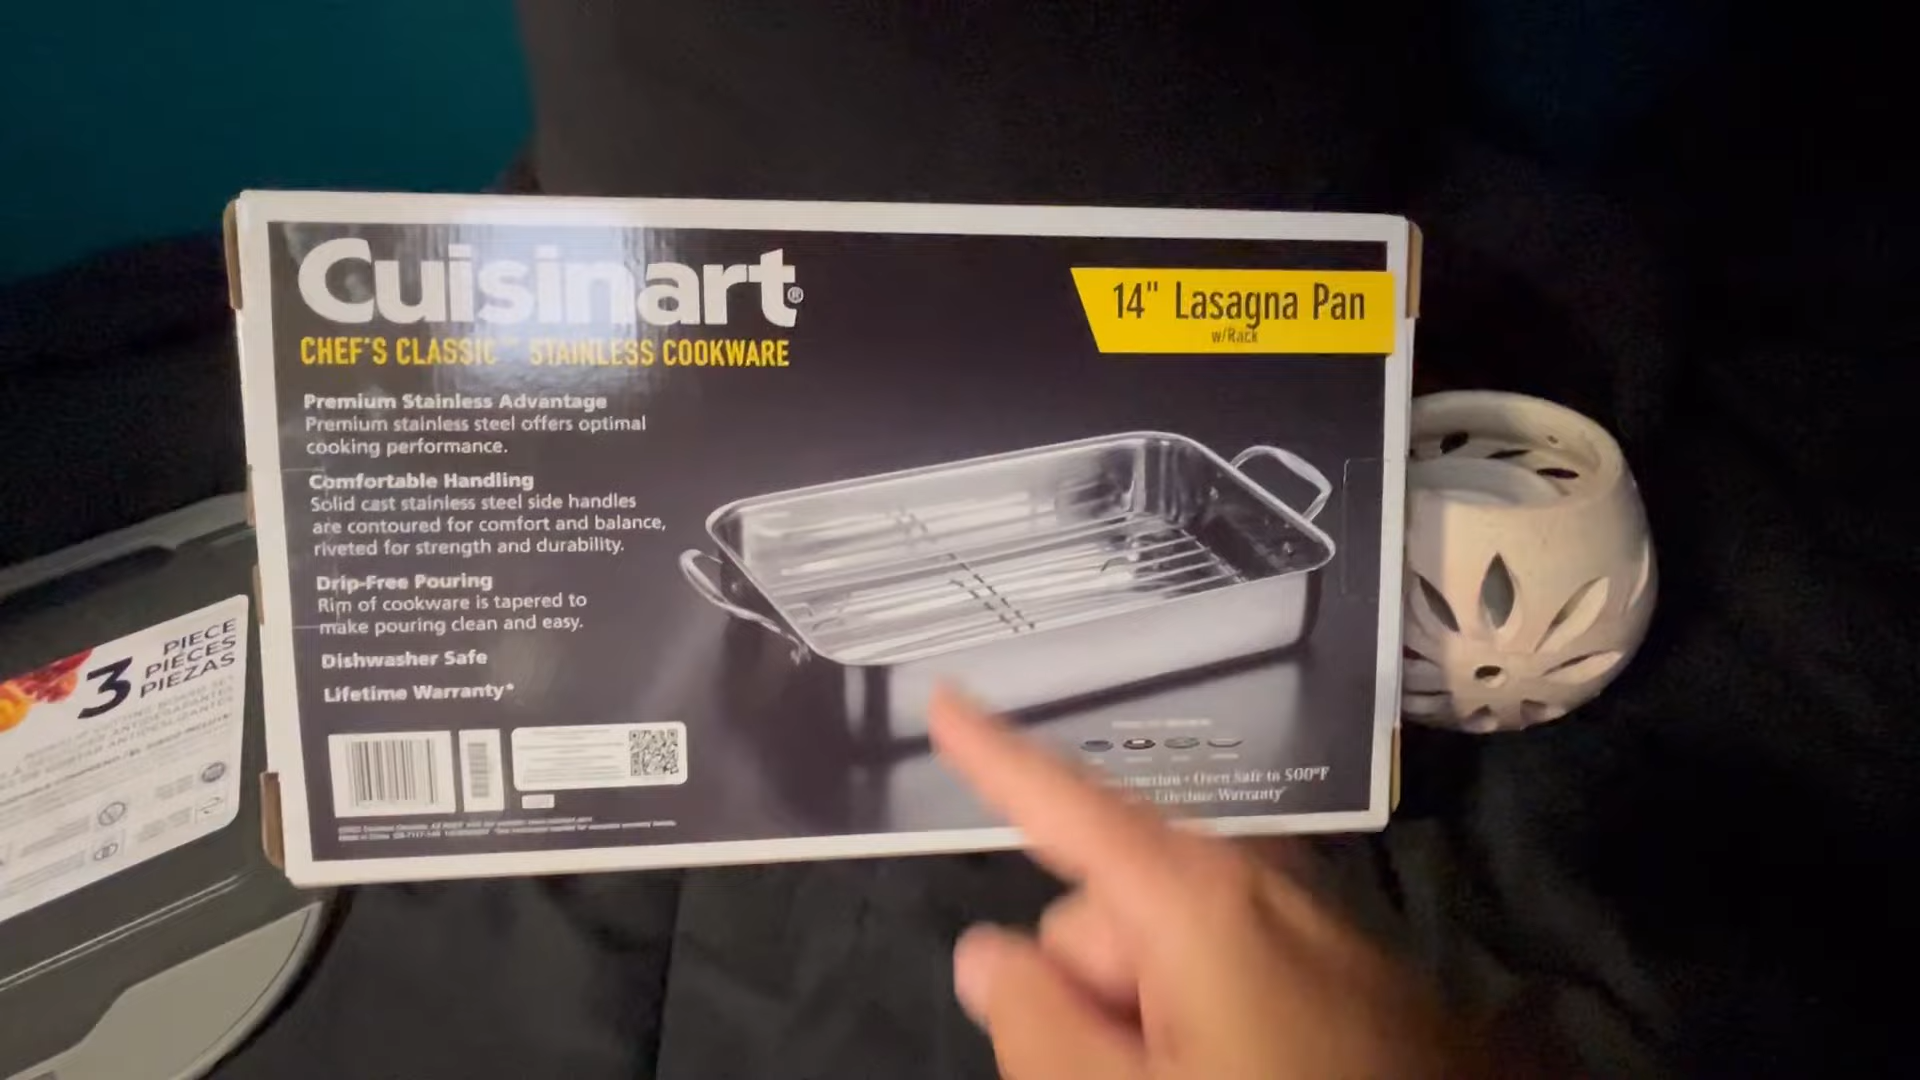 Cuisinart®
CHEF'S CLASSIC™ STAINLESS COOKWARE
14" Lasagna Pan
w/Rack
Premium Stainless Advantage
Premium stainless steel offers optimal
cooking performance.
Comfortable Handling
Solid cast stainless steel side handles
are contoured for comfort and balance,
riveted for strength and durability.
Drip-Free Pouring
Rim of cookware is tapered to
make pouring clean and easy.
Dishwasher Safe
Lifetime Warranty*
• Oven Safe to 500°F
• Lifetime Warranty*
3
PIECE
PIÈCES
PIEZAS